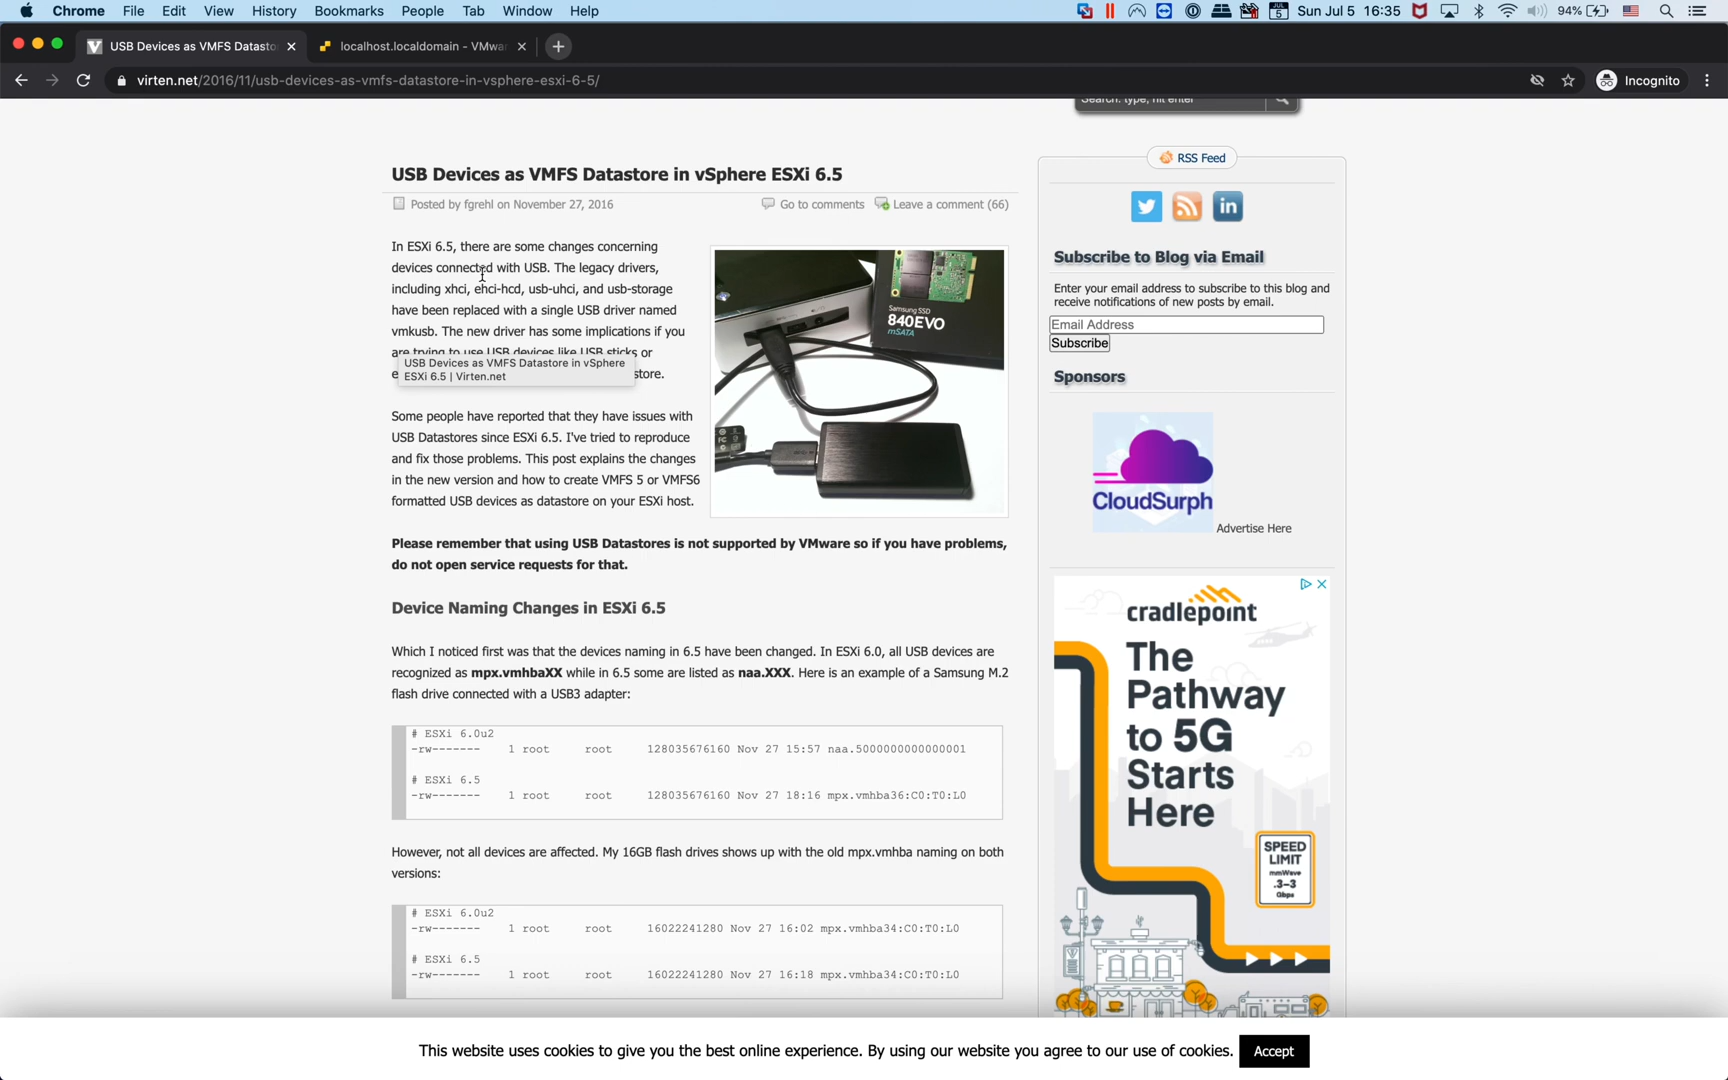 Chrome File Edit View History Bookmarks People Tab Window Help
JUL 5 Sun Jul 5 16:35 94%
USB Devices as VMFS Datasto
localhost.localdomain - VMwa
virten.net/2016/11/usb-devices-as-vmfs-datastore-in-vsphere-esxi-6-5/
Incognito
Search: type, hit enter
USB Devices as VMFS Datastore in vSphere ESXi 6.5
Posted by fgrehl on November 27, 2016
Go to comments Leave a comment (66)
In ESXi 6.5, there are some changes concerning
devices connected with USB. The legacy drivers,
including xhci, ehci-hcd, usb-uhci, and usb-storage
have been replaced with a single USB driver named
vmkusb. The new driver has some implications if you
are trying to use USB devices like USB sticks or
store.
USB Devices as VMFS Datastore in vSphere
ESXi 6.5 | Virten.net
Some people have reported that they have issues with
USB Datastores since ESXi 6.5. I've tried to reproduce
and fix those problems. This post explains the changes
in the new version and how to create VMFS 5 or VMFS6
formatted USB devices as datastore on your ESXi host.
Samsung SSD
840EVO
mSATA
Please remember that using USB Datastores is not supported by VMware so if you have problems,
do not open service requests for that.
Device Naming Changes in ESXi 6.5
Which I noticed first was that the devices naming in 6.5 have been changed. In ESXi 6.0, all USB devices are
recognized as mpx.vmhbaXX while in 6.5 some are listed as naa.XXX. Here is an example of a Samsung M.2
flash drive connected with a USB3 adapter:
# ESXi 6.0u2
-rw------- 1 root root 128035676160 Nov 27 15:57 naa.5000000000000001
# ESXi 6.5
-rw------- 1 root root 128035676160 Nov 27 18:16 mpx.vmhba36:C0:T0:L0
However, not all devices are affected. My 16GB flash drives shows up with the old mpx.vmhba naming on both
versions:
# ESXi 6.0u2
-rw------- 1 root root 16022241280 Nov 27 16:02 mpx.vmhba34:C0:T0:L0
# ESXi 6.5
-rw------- 1 root root 16022241280 Nov 27 16:18 mpx.vmhba34:C0:T0:L0
RSS Feed
Subscribe to Blog via Email
Enter your email address to subscribe to this blog and
receive notifications of new posts by email.
Email Address
Subscribe
Sponsors
CloudSurph
Advertise Here
cradlepoint
The
Pathway
to 5G
Starts
Here
SPEED
LIMIT
mmWave
.3-3
Gbps
This website uses cookies to give you the best online experience. By using our website you agree to our use of cookies.
Accept